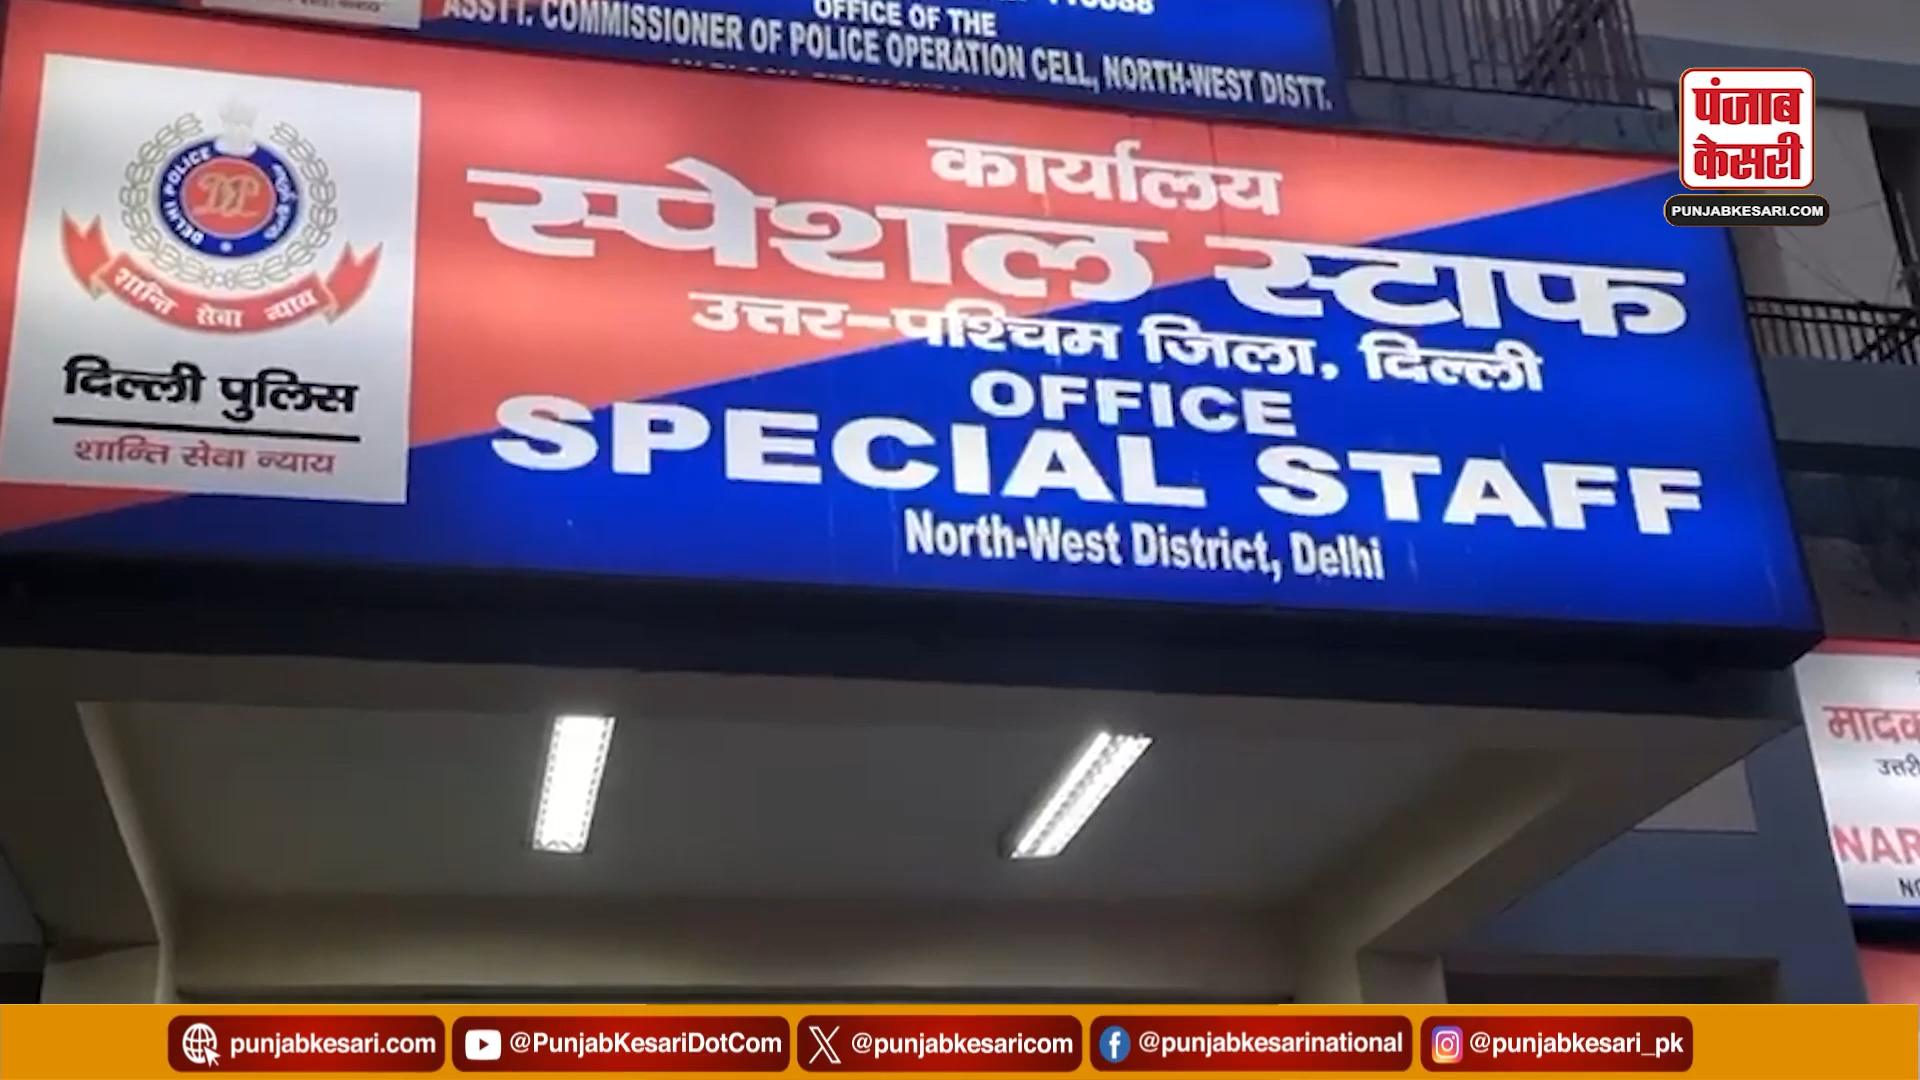 OFFICE OF THE
ASSTT. COMMISSIONER OF POLICE OPERATION CELL, NORTH-WEST DISTT.
पंजाब
केसरी
PUNJABKESARI.COM
कार्यालय
स्पेशल स्टाफ
उत्तर-पश्चिम जिला, दिल्ली
OFFICE
SPECIAL STAFF
North-West District, Delhi
DELHI POLICE
DP
शान्ति सेवा न्याय
दिल्ली पुलिस
शान्ति सेवा न्याय
punjabkesari.com
@PunjabKesariDotCom
@punjabkesaricom
@punjabkesarinational
@punjabkesari_pk